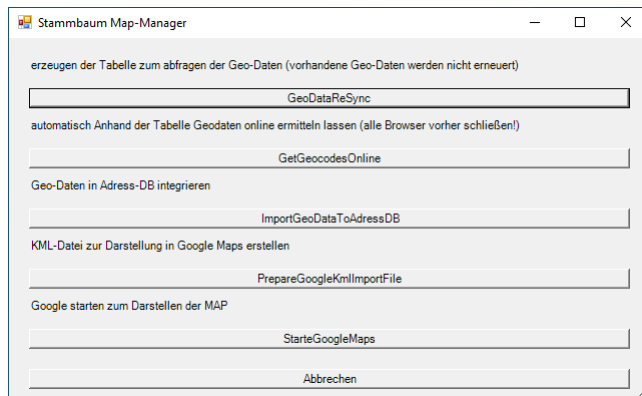 Stammbaum Map-Manager
erzeugen der Tabelle zum abfragen der Geo-Daten (vorhandene Geo-Daten werden nicht erneuert)
GeoDataReSync
automatisch Anhand der Tabelle Geodaten online ermitteln lassen (alle Browser vorher schließen!)
GetGeocodesOnline
Geo-Daten in Adress-DB integrieren
ImportGeoDataToAdressDB
KML-Datei zur Darstellung in Google Maps erstellen
PrepareGoogleKmlImportFile
Google starten zum Darstellen der MAP
StarteGoogleMaps
Abbrechen